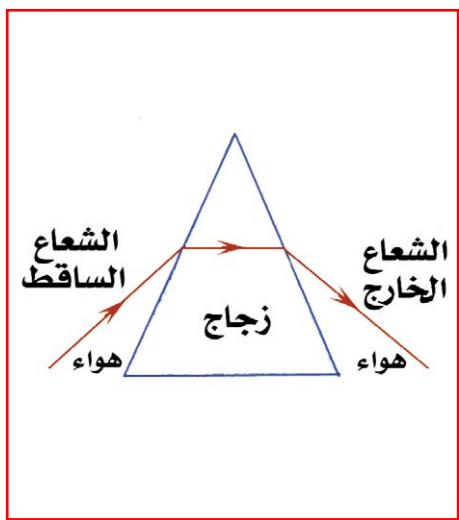 الشعاع
الساقط
الشعاع
الخارج
زجاج
هواء
هواء